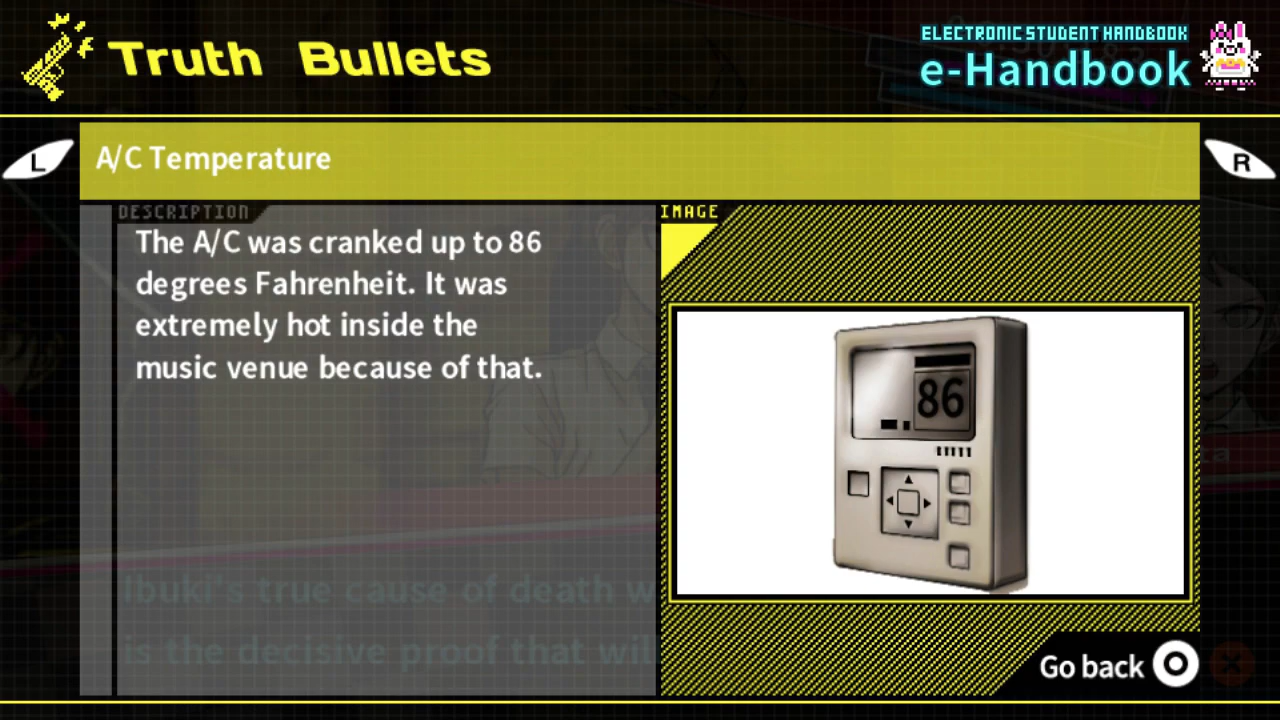 Truth Bullets
ELECTRONIC STUDENT HANDBOOK
e-Handbook
L
A/C Temperature
R
DESCRIPTION
IMAGE
The A/C was cranked up to 86
degrees Fahrenheit. It was
extremely hot inside the
music venue because of that.
86
Ibuki's true cause of death w
is the decisive proof that wil
Go back